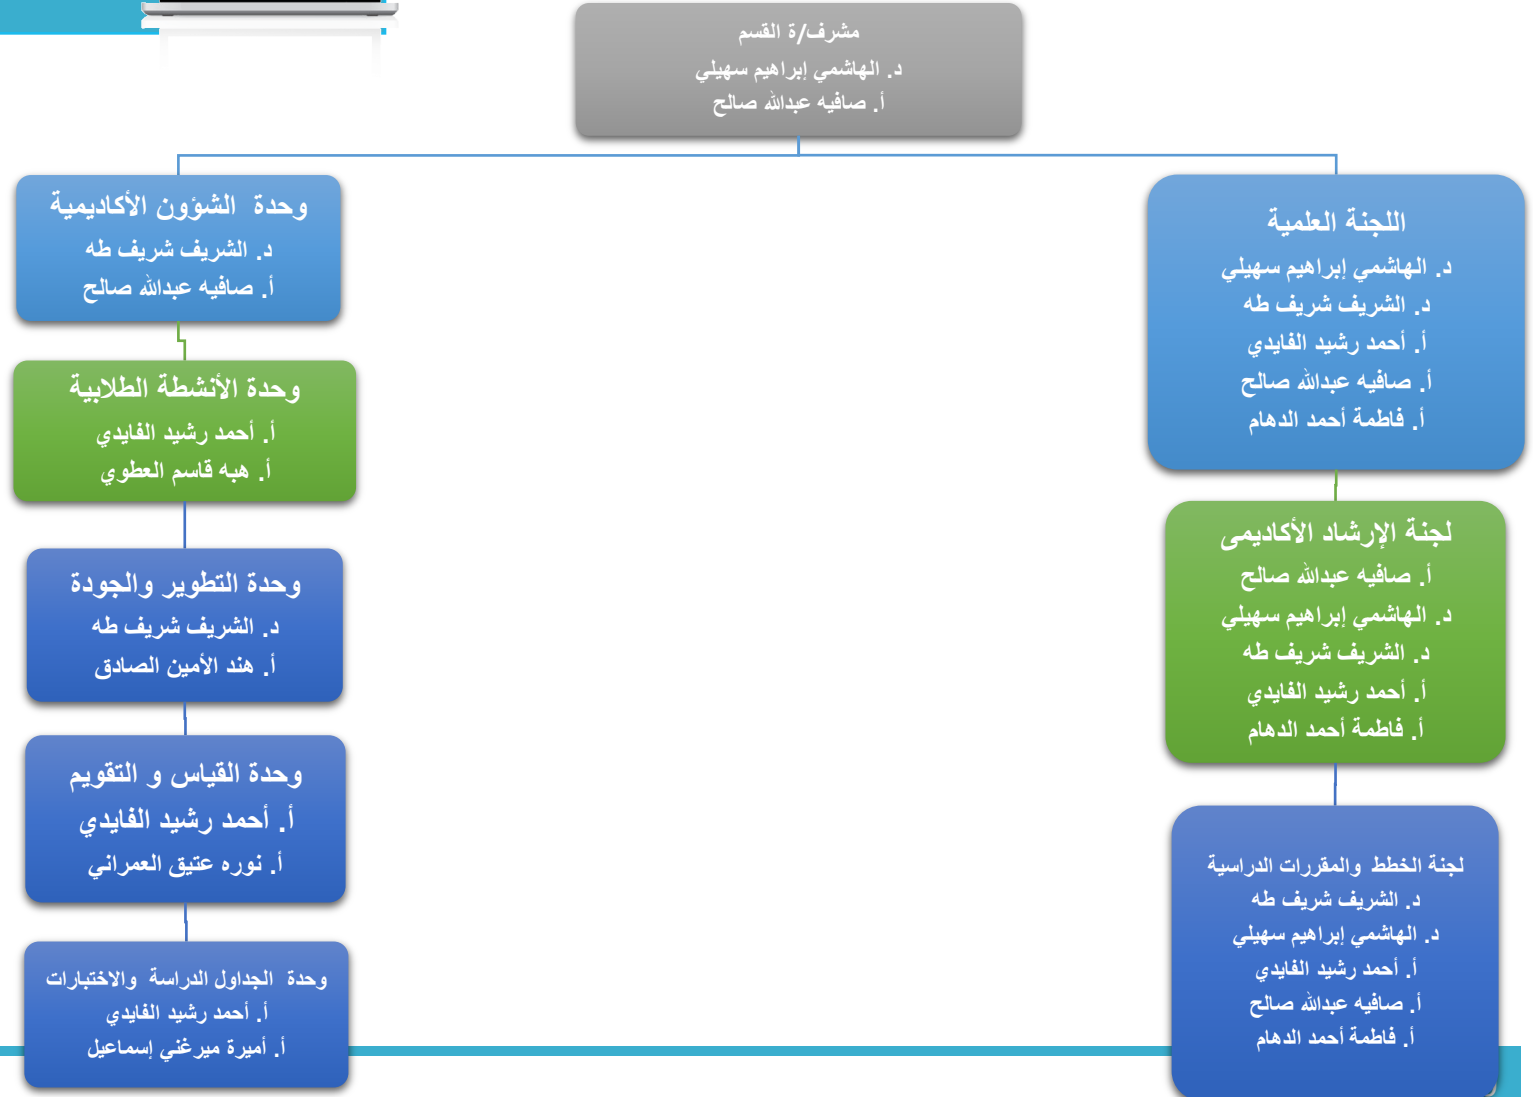 مشرف/ة القسم
د. الهاشمي إبراهيم سهيلي
أ. صافيه عبدالله صالح
اللجنة العلمية
د. الهاشمي إبراهيم سهيلي
د. الشريف شريف طه
أ. أحمد رشيد الفايدي
أ. صافيه عبدالله صالح
أ. فاطمة أحمد الدهام
لجنة الإرشاد الأكاديمى
أ. صافيه عبدالله صالح
د. الهاشمي إبراهيم سهيلي
د. الشريف شريف طه
أ. أحمد رشيد الفايدي
أ. فاطمة أحمد الدهام
لجنة الخطط والمقررات الدراسية
د. الشريف شريف طه
د. الهاشمي إبراهيم سهيلي
أ. أحمد رشيد الفايدي
أ. صافيه عبدالله صالح
أ. فاطمة أحمد الدهام
وحدة الشؤون الأكاديمية
د. الشريف شريف طه
أ. صافيه عبدالله صالح
وحدة الأنشطة الطلابية
أ. أحمد رشيد الفايدي
أ. هبه قاسم العطوي
وحدة التطوير والجودة
د. الشريف شريف طه
أ. هند الأمين الصادق
وحدة القياس و التقويم
أ. أحمد رشيد الفايدي
أ. نوره عتيق العمراني
وحدة الجداول الدراسة والاختبارات
أ. أحمد رشيد الفايدي
أ. أميرة ميرغني إسماعيل